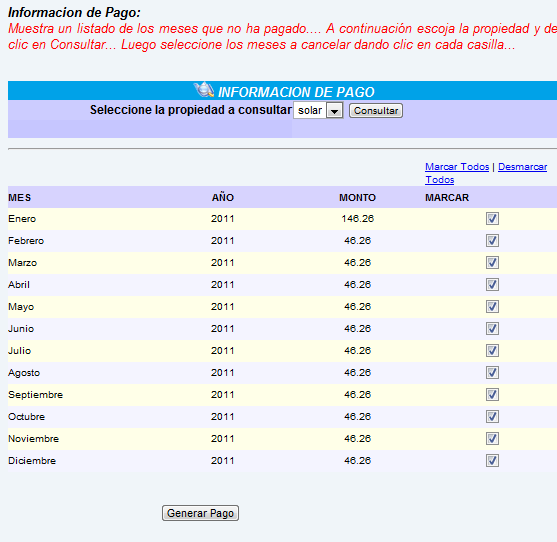 Informacion de Pago:
Muestra un listado de los meses que no ha pagado.... A continuación escoja la propiedad y de
clic en Consultar... Luego seleccione los meses a cancelar dando clic en cada casilla...
INFORMACION DE PAGO
Seleccione la propiedad a consultar solar Consultar
Marcar Todos | Desmarcar
Todos
MES AÑO MONTO MARCAR
Enero 2011 146.26
Febrero 2011 46.26
Marzo 2011 46.26
Abril 2011 46.26
Mayo 2011 46.26
Junio 2011 46.26
Julio 2011 46.26
Agosto 2011 46.26
Septiembre 2011 46.26
Octubre 2011 46.26
Noviembre 2011 46.26
Diciembre 2011 46.26
Generar Pago